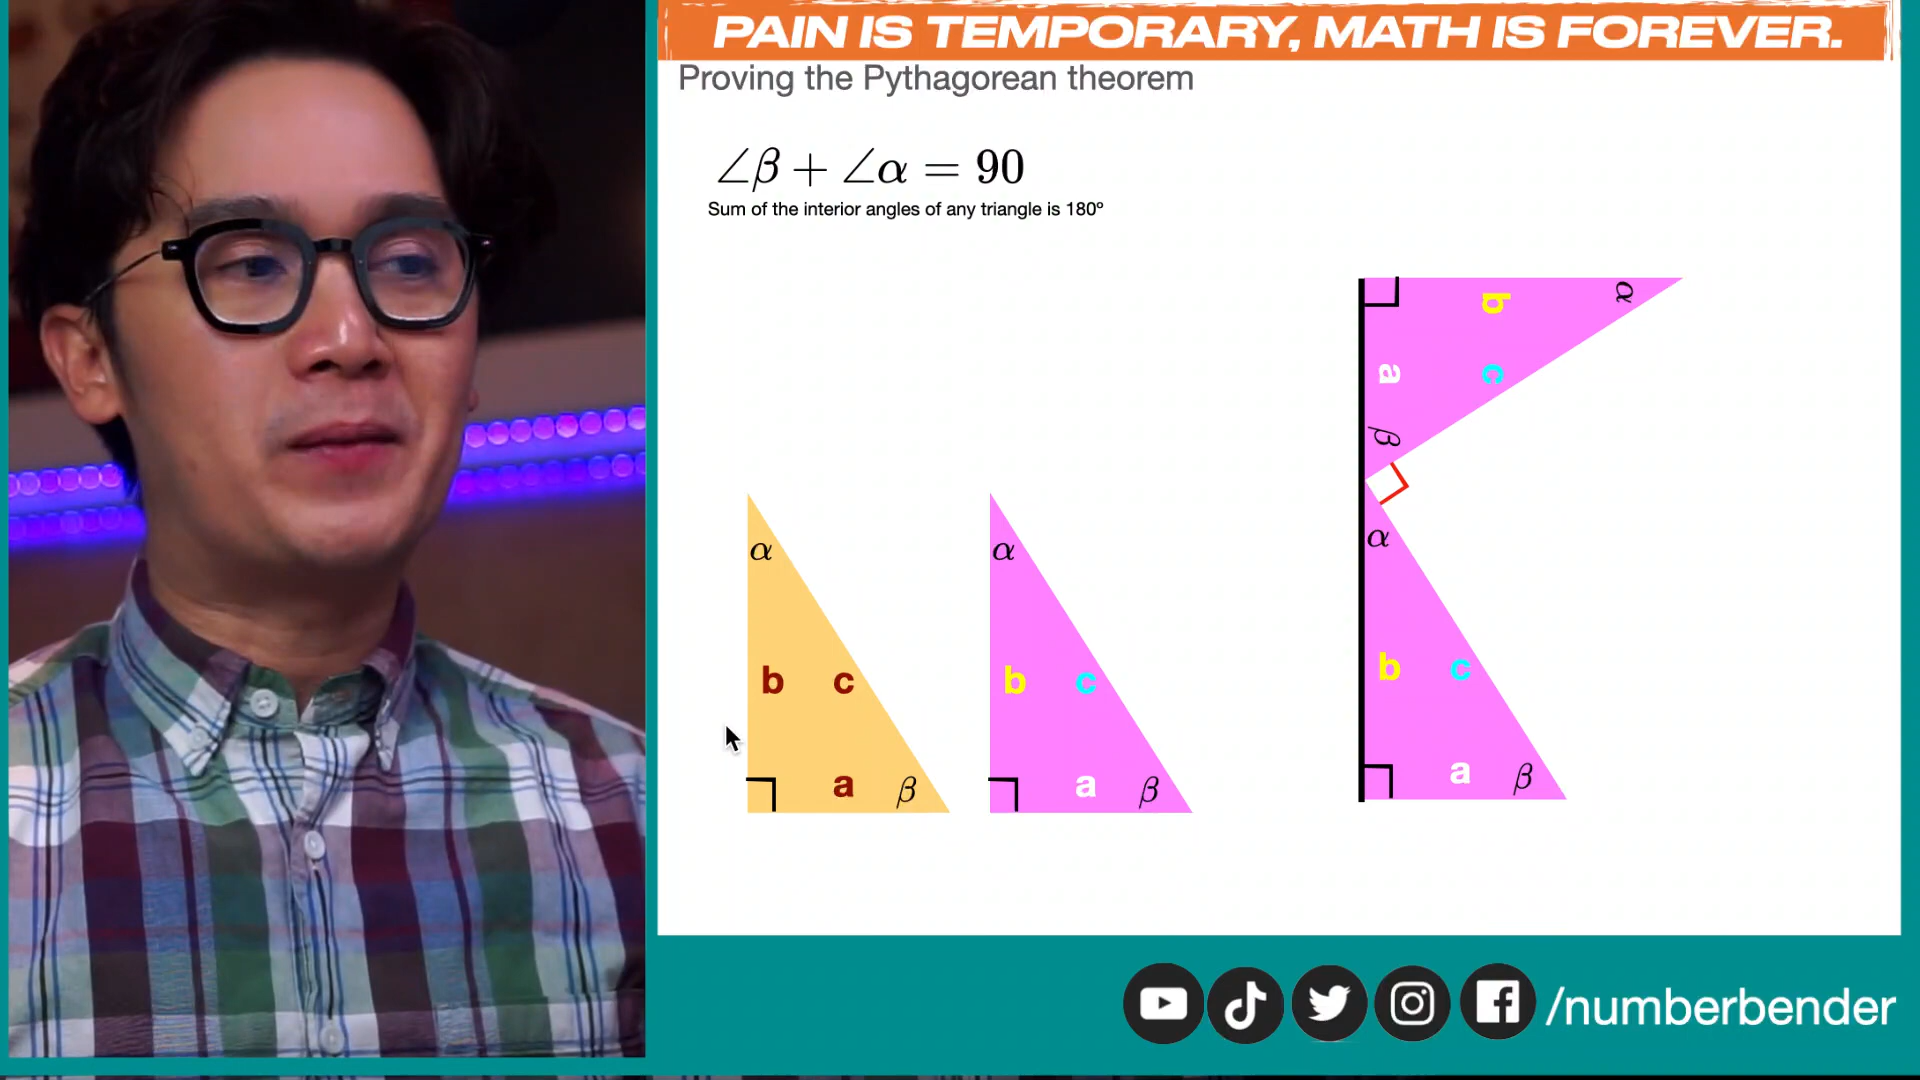 PAIN IS TEMPORARY, MATH IS FOREVER.
Proving the Pythagorean theorem
∠β + ∠α = 90
Sum of the interior angles of any triangle is 180º
b
α
a
c
β
α
α
α
b
c
b
c
b
c
a
β
a
β
a
β
/numberbender